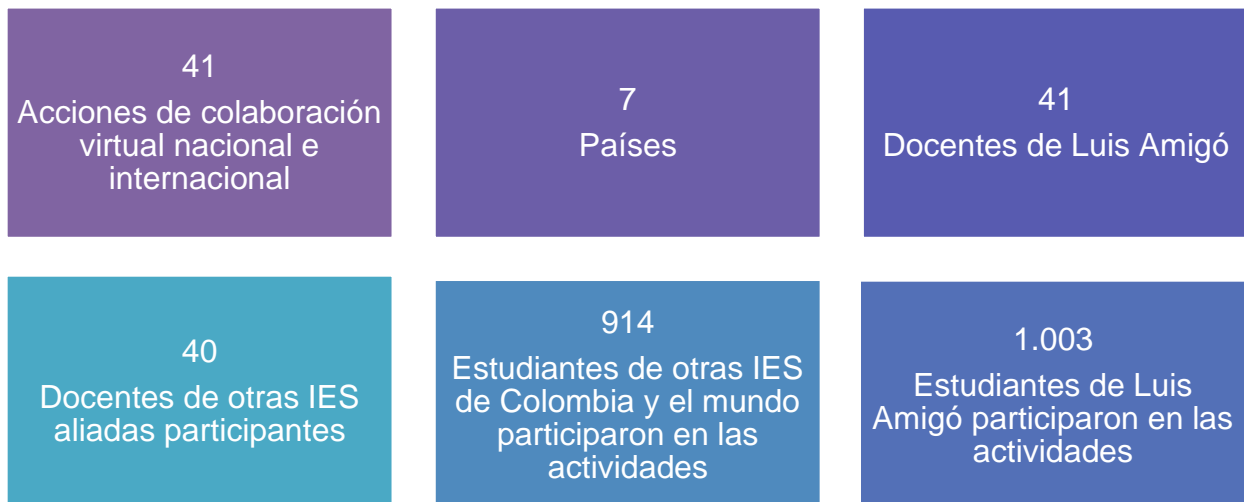 41
Acciones de colaboración
virtual nacional e
internacional
7
Países
41
Docentes de Luis Amigó
40
Docentes de otras IES
aliadas participantes
914
Estudiantes de otras IES
de Colombia y el mundo
participaron en las
actividades
1.003
Estudiantes de Luis
Amigó participaron en las
actividades